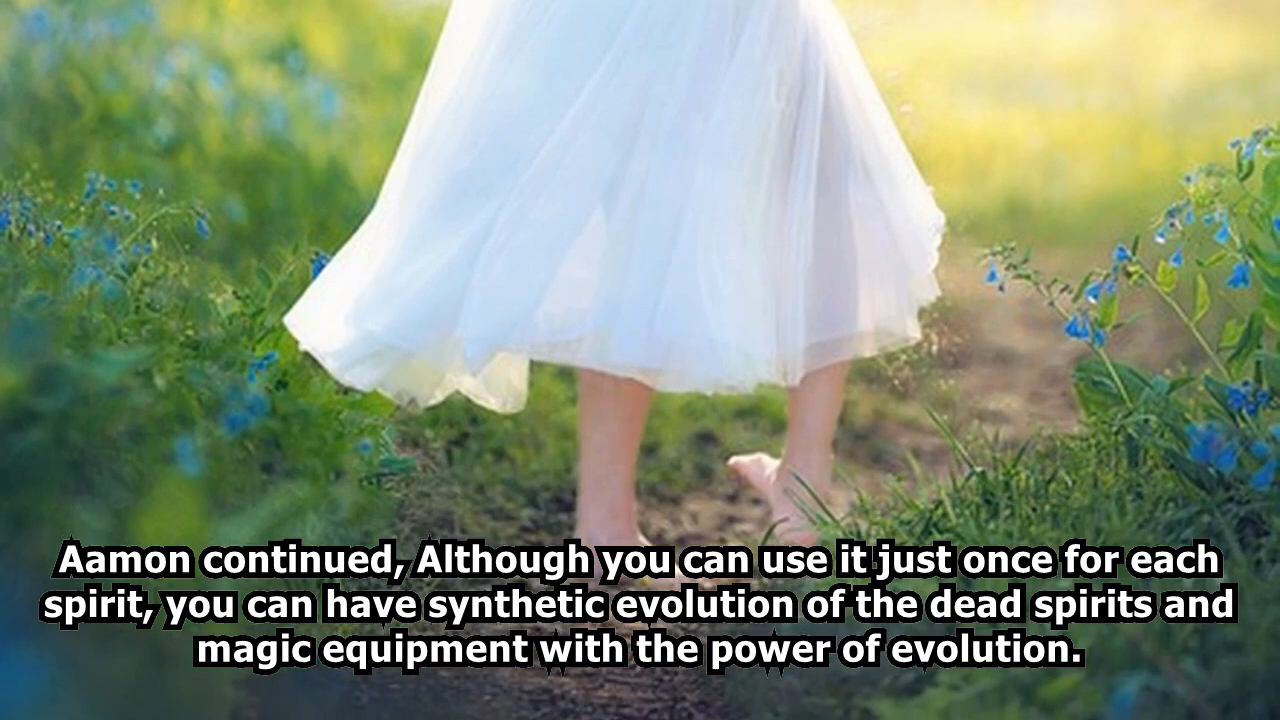 Aamon continued, Although you can use it just once for each
spirit, you can have synthetic evolution of the dead spirits and
magic equipment with the power of evolution.